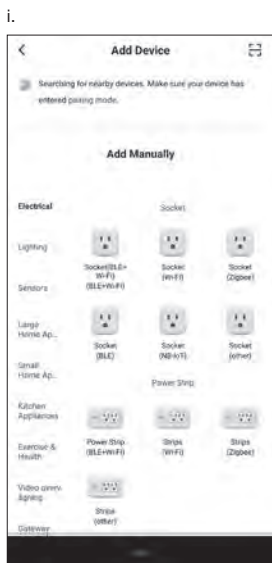 i.
Add Device
Searching for nearby devices. Make sure your device has
entered pairing mode.
Add Manually
Electrical
Lighting
Sensors
Large
Home Ap...
Small
Home Ap...
Kitchen
Appliances
Exercise &
Health
Gateway
Socket
Socket(BLE+
Wi-Fi)
(BLE+Wi-Fi)
Socket
(Wi-Fi)
Socket
(Zigbee)
Socket
(BLE)
Socket
(NB-IoT)
Socket
(other)
Power Strip
Power Strip
(BLE+Wi-Fi)
Strips
(Wi-Fi)
Strips
(Zigbee)
Strips
(other)